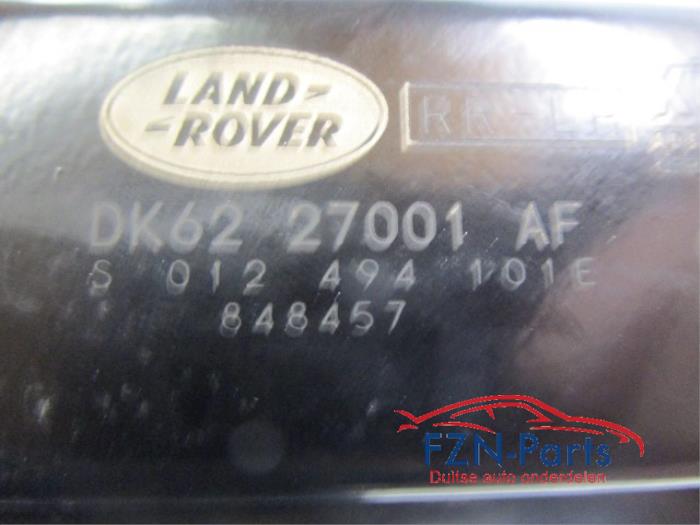 LAND
ROVER
DK62 27001 AF
S 012 494 101E
848457
FZN-Parts
Duitse auto onderdelen